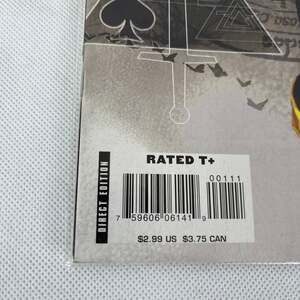 RATED T+
00111
DIRECT EDITION
7 59606 06141 9
$2.99 US $3.75 CAN